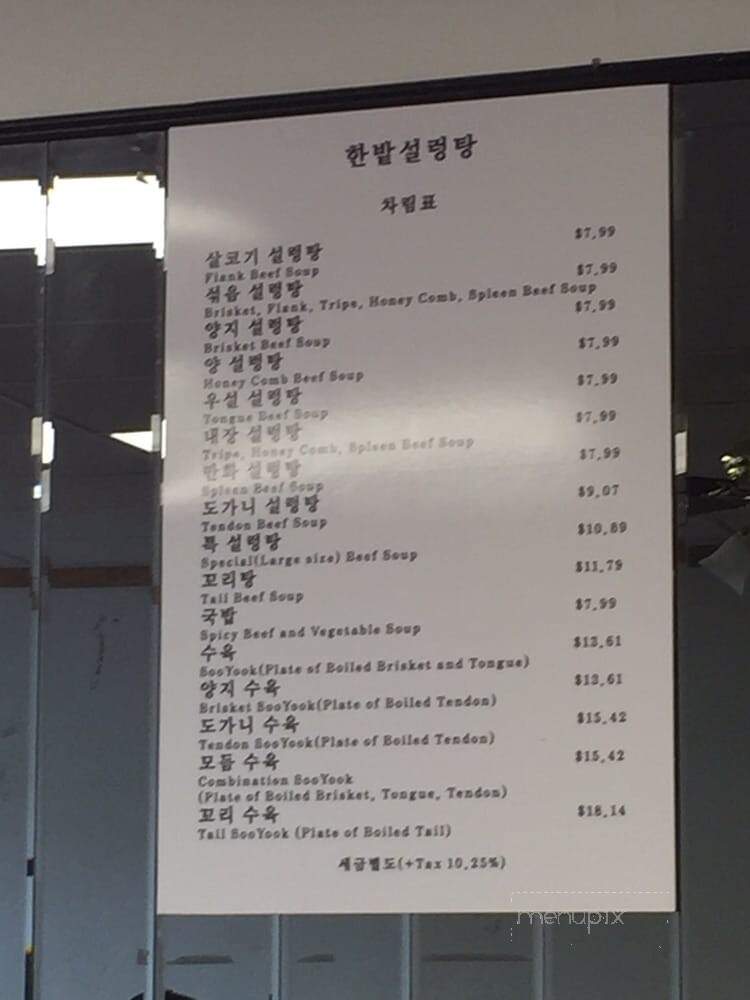 한밭설렁탕
차림표
살코기 설렁탕 $7.99
Flank Beef Soup
섞음 설렁탕 $7.99
Brisket, Flank, Tripe, Honey Comb, Spleen Beef Soup
양지 설렁탕 $7.99
Brisket Beef Soup
양 설렁탕 $7.99
Honey Comb Beef Soup
우설 설렁탕 $7.99
Tongue Beef Soup
내장 설렁탕 $7.99
Tripe, Honey Comb, Spleen Beef Soup
만화 설렁탕 $7.99
Spleen Beef Soup
도가니 설렁탕 $9.07
Tendon Beef Soup
특 설렁탕 $10.89
Special(Large size) Beef Soup
꼬리탕 $11.79
Tail Beef Soup
국밥 $7.99
Spicy Beef and Vegetable Soup
수육 $13.61
SooYook(Plate of Boiled Brisket and Tongue)
양지 수육 $13.61
Brisket SooYook(Plate of Boiled Tendon)
도가니 수육 $15.42
Tendon SooYook(Plate of Boiled Tendon)
모듬 수육 $15.42
Combination SooYook
(Plate of Boiled Brisket, Tongue, Tendon)
꼬리 수육 $18.14
Tail SooYook (Plate of Boiled Tail)
세금별도(+Tax 10.25%)
menupix